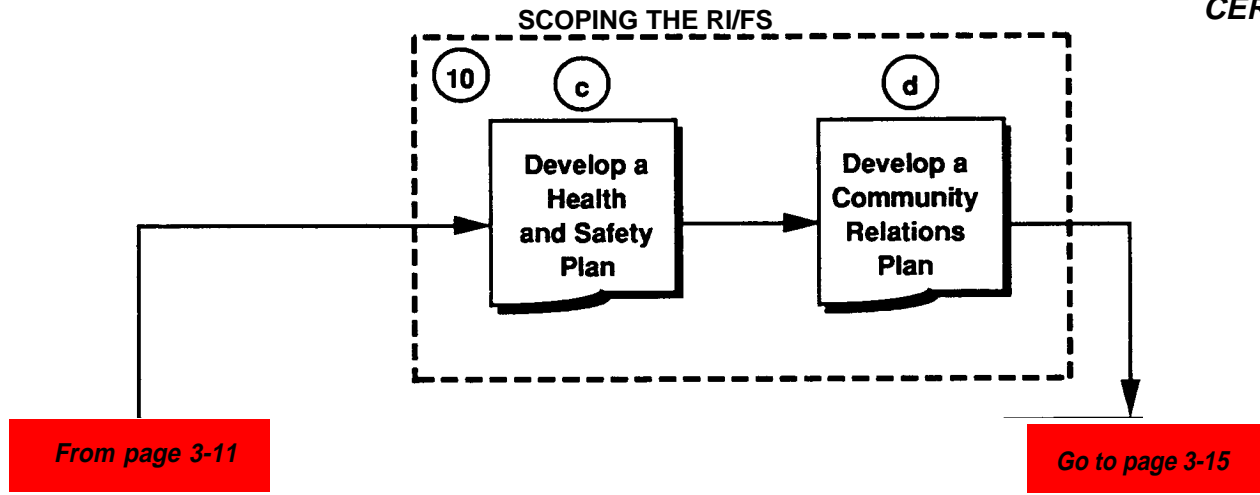 SCOPING THE RI/FS
CER
10
c
d
Develop a
Health
and Safety
Plan
Develop a
Community
Relations
Plan
From page 3-11
Go to page 3-15